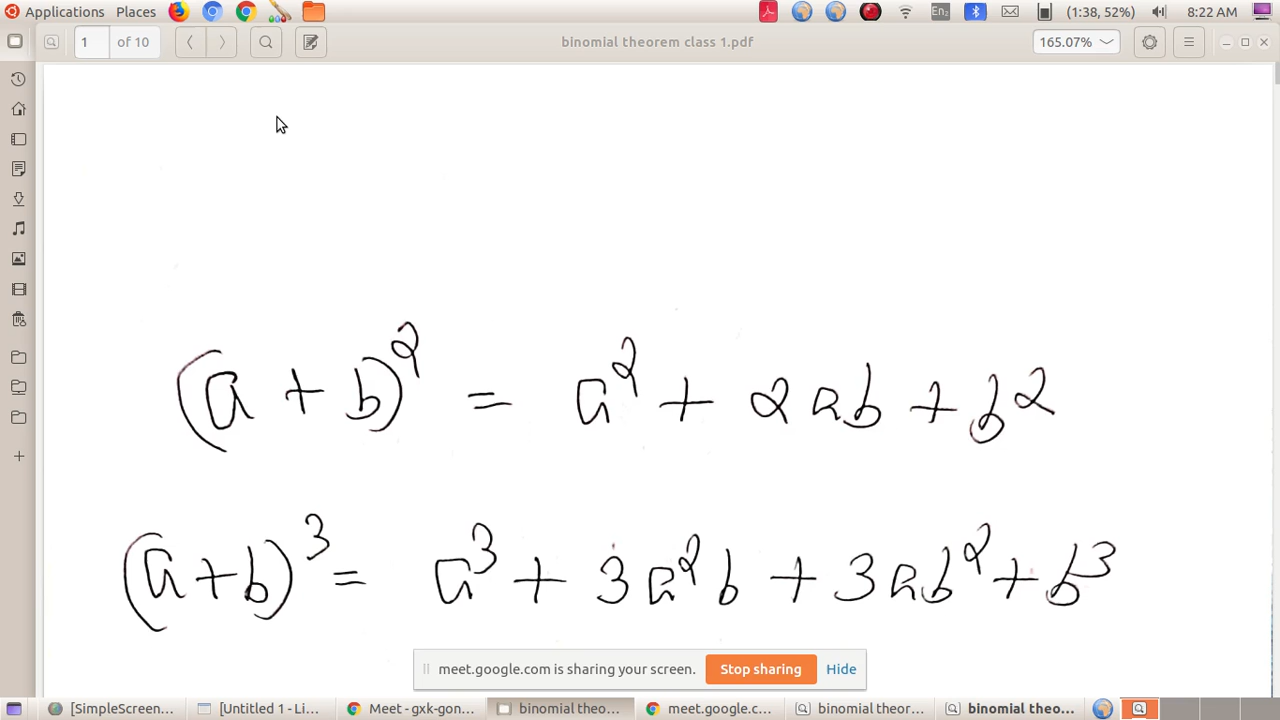 Applications Places En2 (1:38, 52%) 8:22 AM
1 of 10 binomial theorem class 1.pdf 165.07%
(a + b)² = a² + 2ab + b²
(a+b)³ = a³ + 3a²b + 3ab² + b³
meet.google.com is sharing your screen. Stop sharing Hide
[SimpleScreen... [Untitled 1 - Li... Meet - gxk-gon... binomial theo... meet.google.c... binomial theor... binomial theo...